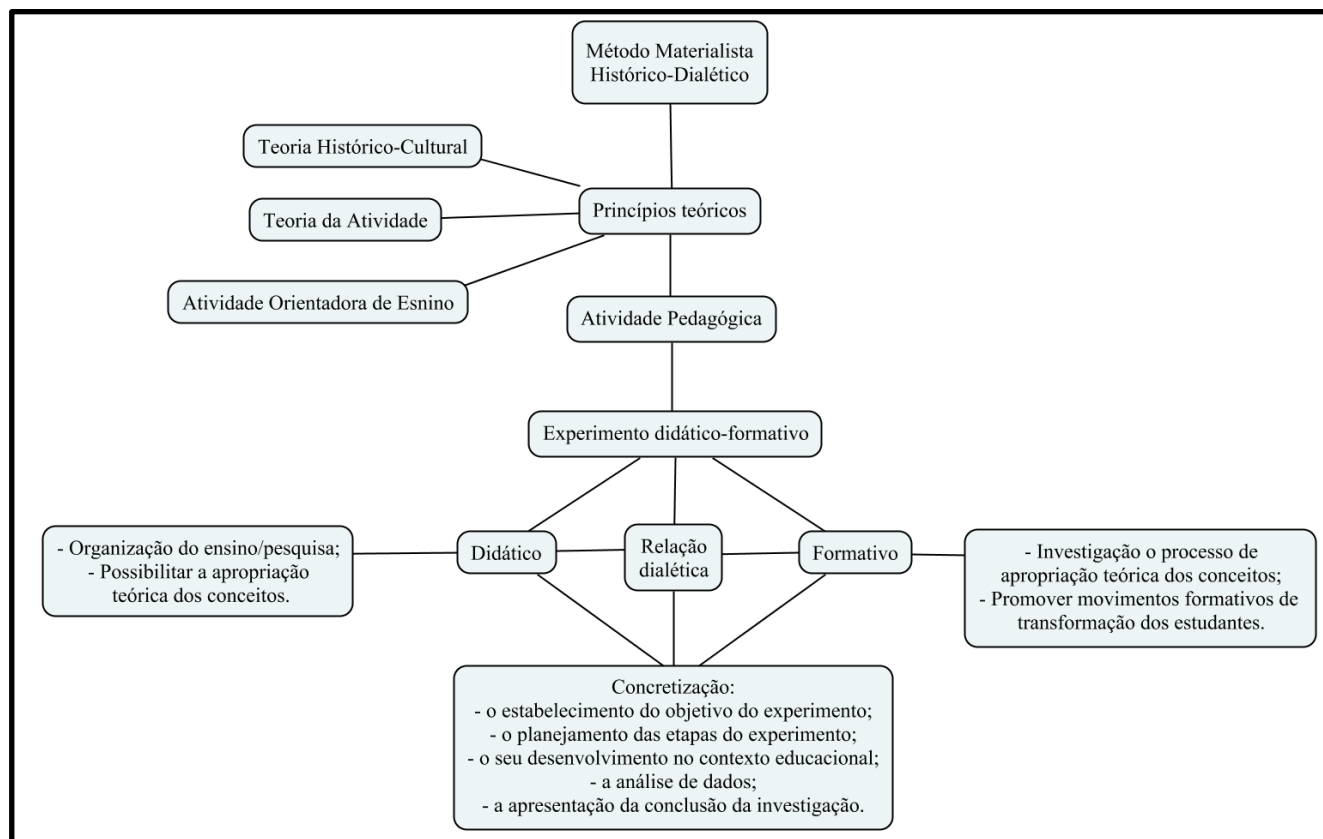 Método Materialista
Histórico-Dialético
Teoria Histórico-Cultural
Princípios teóricos
Teoria da Atividade
Atividade Orientadora de Esnino
Atividade Pedagógica
Experimento didático-formativo
- Organização do ensino/pesquisa;
- Possibilitar a apropriação
teórica dos conceitos.
Didático
Relação
dialética
Formativo
- Investigação o processo de
apropriação teórica dos conceitos;
- Promover movimentos formativos de
transformação dos estudantes.
Concretização:
- o estabelecimento do objetivo do experimento;
- o planejamento das etapas do experimento;
- o seu desenvolvimento no contexto educacional;
- a análise de dados;
- a apresentação da conclusão da investigação.